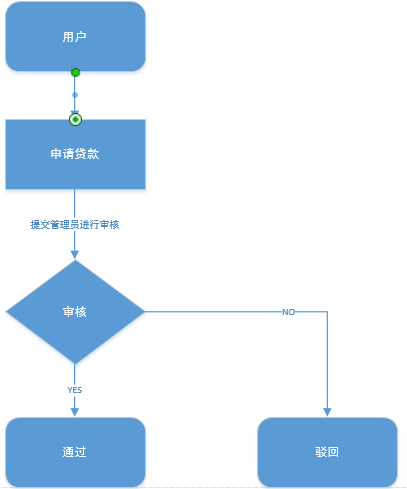 用户
申请贷款
提交管理员进行审核
审核
NO
YES
通过
驳回